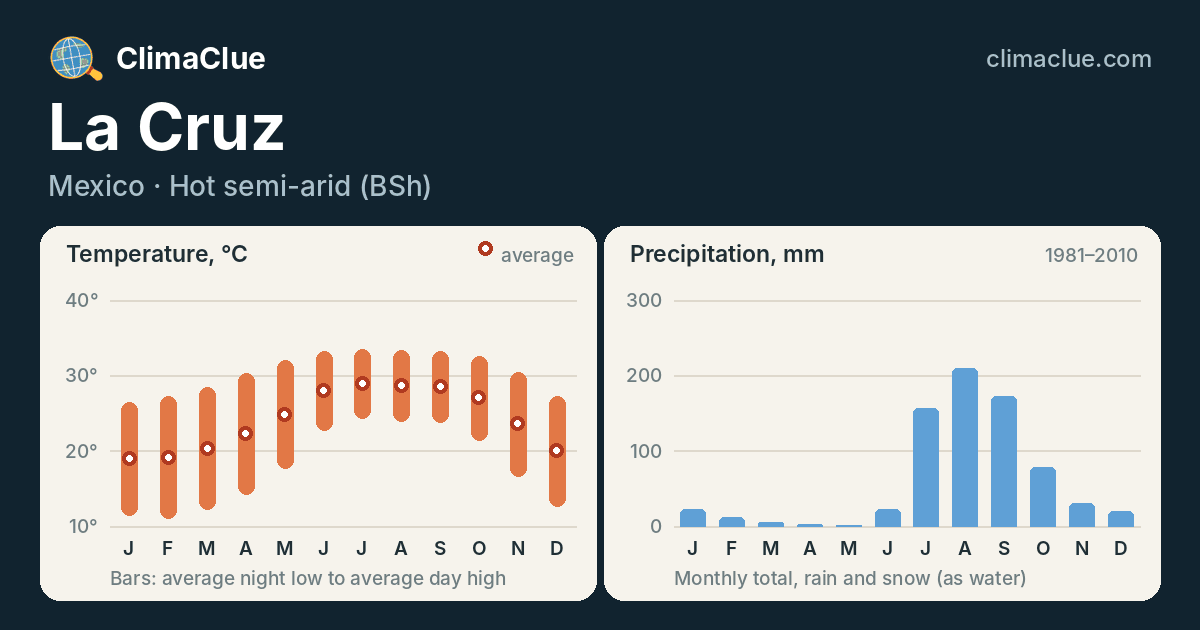 ClimaClue
climaclue.com
La Cruz
Mexico · Hot semi-arid (BSh)
Temperature, °C
average
40°
30°
20°
10°
J F M A M J J A S O N D
Bars: average night low to average day high
Precipitation, mm
1981–2010
300
200
100
0
J F M A M J J A S O N D
Monthly total, rain and snow (as water)